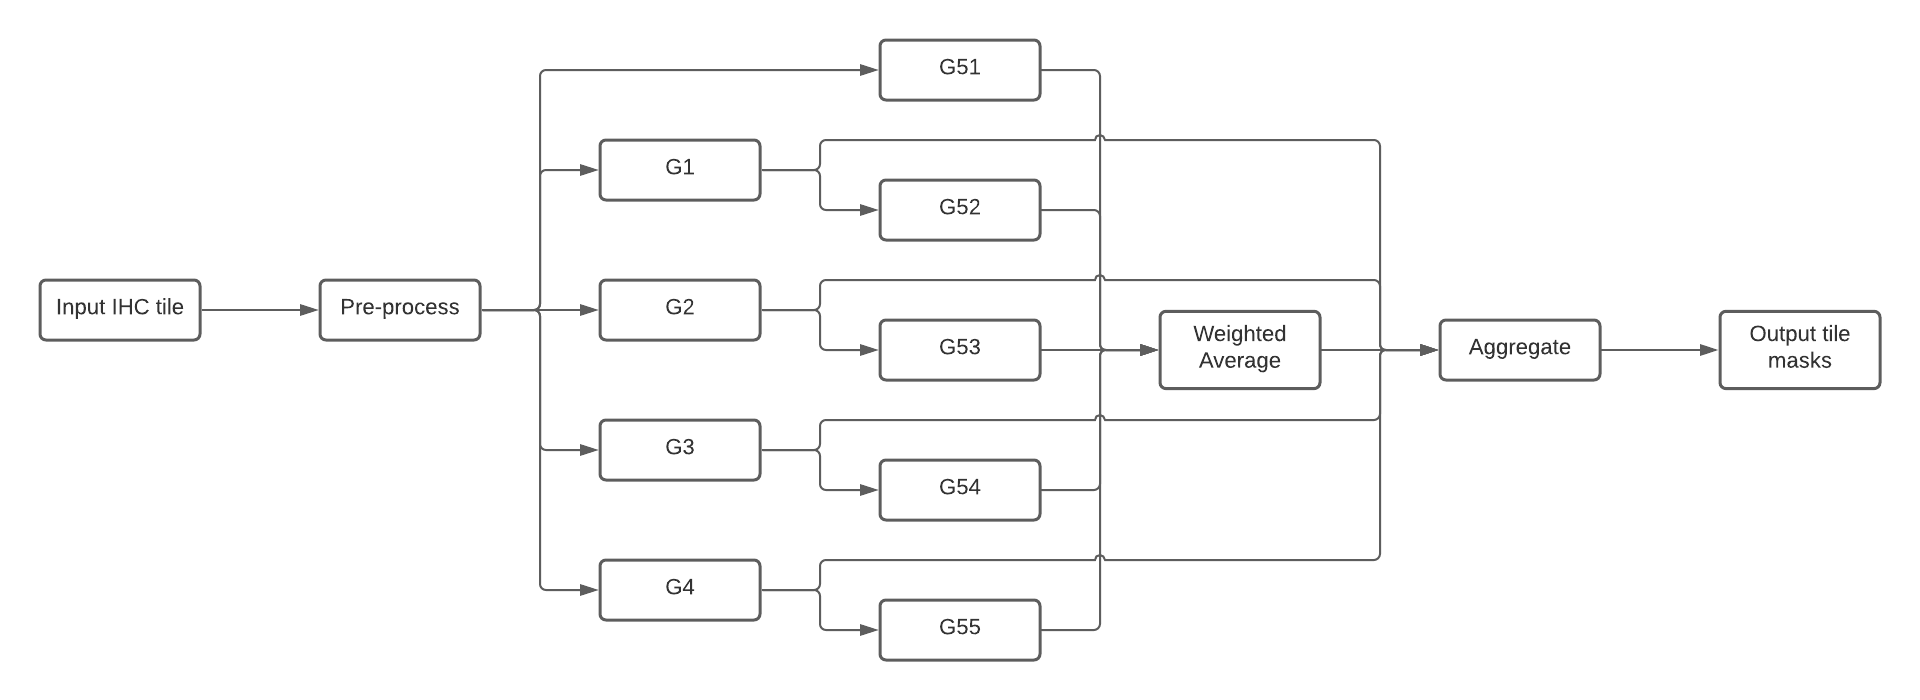 G51
G1
G52
Input IHC tile
Pre-process
G2
G53
Weighted
Average
Aggregate
Output tile
masks
G3
G54
G4
G55